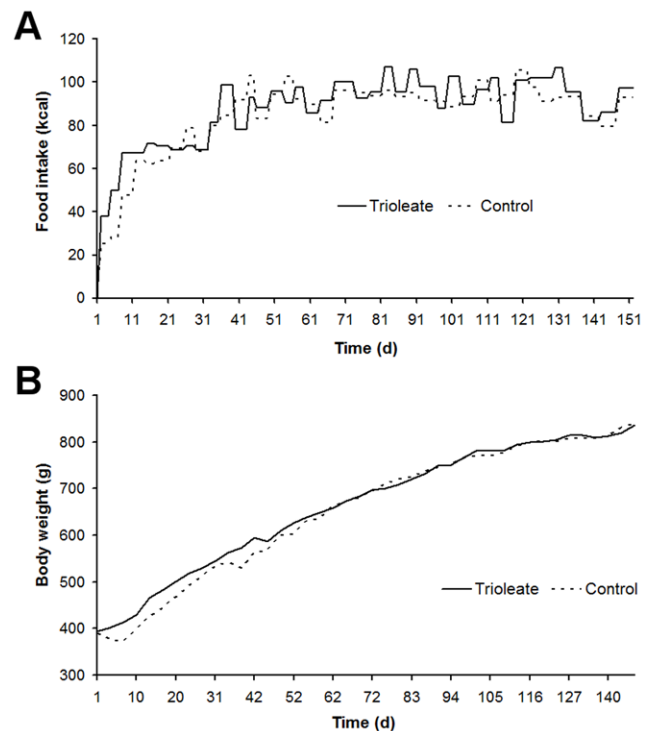 A
Food intake (kcal)
120
100
80
60
40
20
0
Trioleate
Control
1 11 21 31 41 51 61 71 81 91 101 111 121 131 141 151
Time (d)
B
Body weight (g)
900
800
700
600
500
400
300
Trioleate
Control
1 10 20 31 42 52 62 72 83 94 105 116 127 140
Time (d)